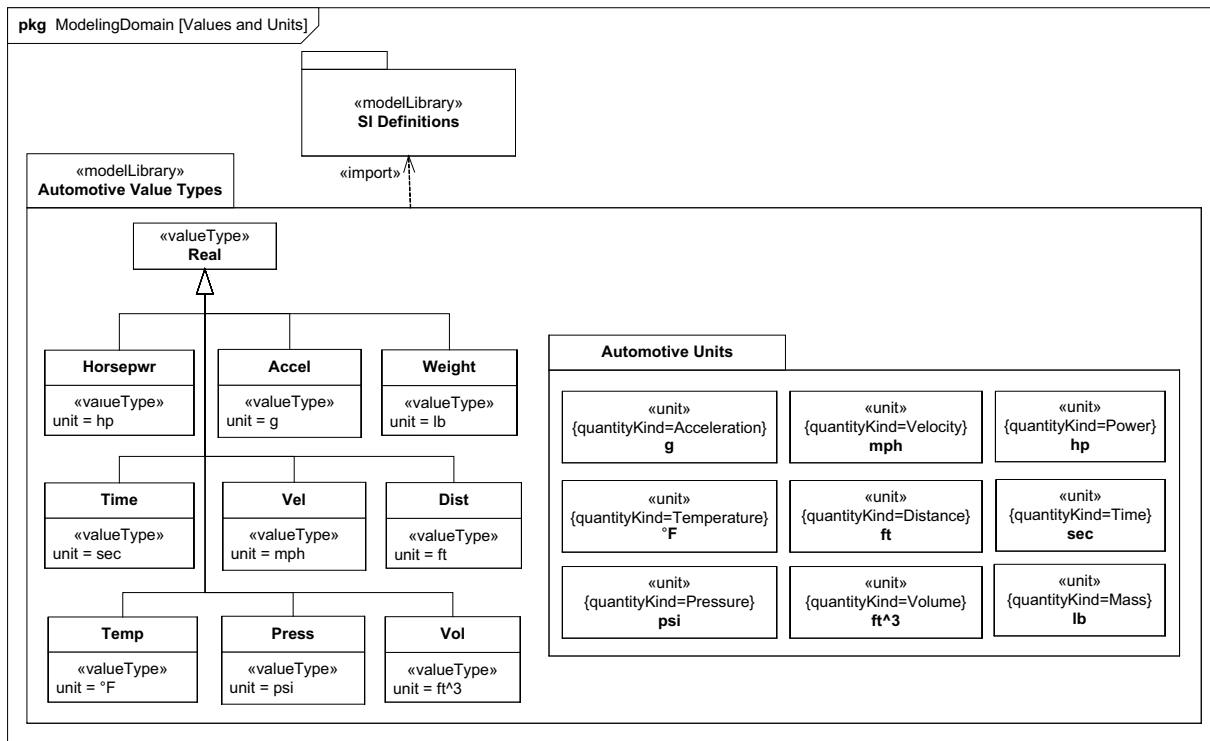 pkg ModelingDomain [Values and Units]
«modelLibrary»
SI Definitions
«import»
«modelLibrary»
Automotive Value Types
«valueType»
Real
Horsepwr
«valueType»
unit = hp
Accel
«valueType»
unit = g
Weight
«valueType»
unit = lb
Time
«valueType»
unit = sec
Vel
«valueType»
unit = mph
Dist
«valueType»
unit = ft
Temp
«valueType»
unit = °F
Press
«valueType»
unit = psi
Vol
«valueType»
unit = ft^3
Automotive Units
«unit»
{quantityKind=Acceleration}
g
«unit»
{quantityKind=Velocity}
mph
«unit»
{quantityKind=Power}
hp
«unit»
{quantityKind=Temperature}
°F
«unit»
{quantityKind=Distance}
ft
«unit»
{quantityKind=Time}
sec
«unit»
{quantityKind=Pressure}
psi
«unit»
{quantityKind=Volume}
ft^3
«unit»
{quantityKind=Mass}
lb